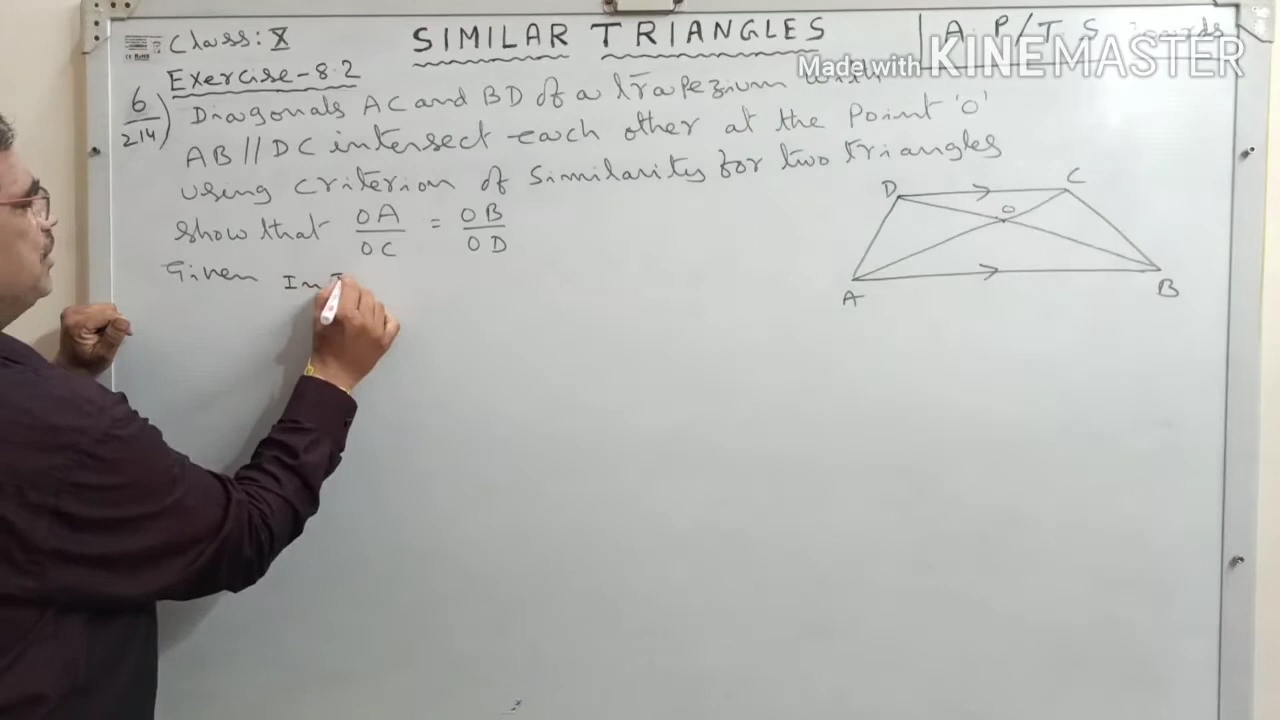 Class: X
SIMILAR TRIANGLES
A.P/T.S
Made with KINEMASTER
Exercise-8.2
6/214) Diagonals AC and BD of a trapezium with
AB // DC intersect each other at the Point 'O'
using criterion of Similarity for two triangles
Show that OA/OC = OB/OD
Given In
D C
O
A B